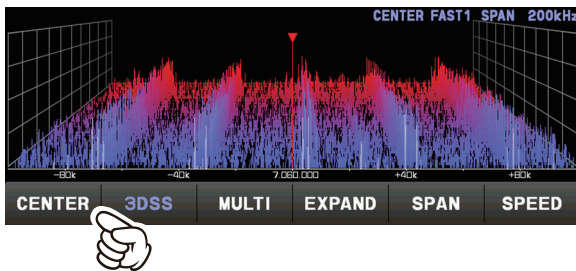 CENTER FAST1 SPAN 200kHz
-80k -40k 7.060.000 +40k +80k
CENTER 3DSS MULTI EXPAND SPAN SPEED